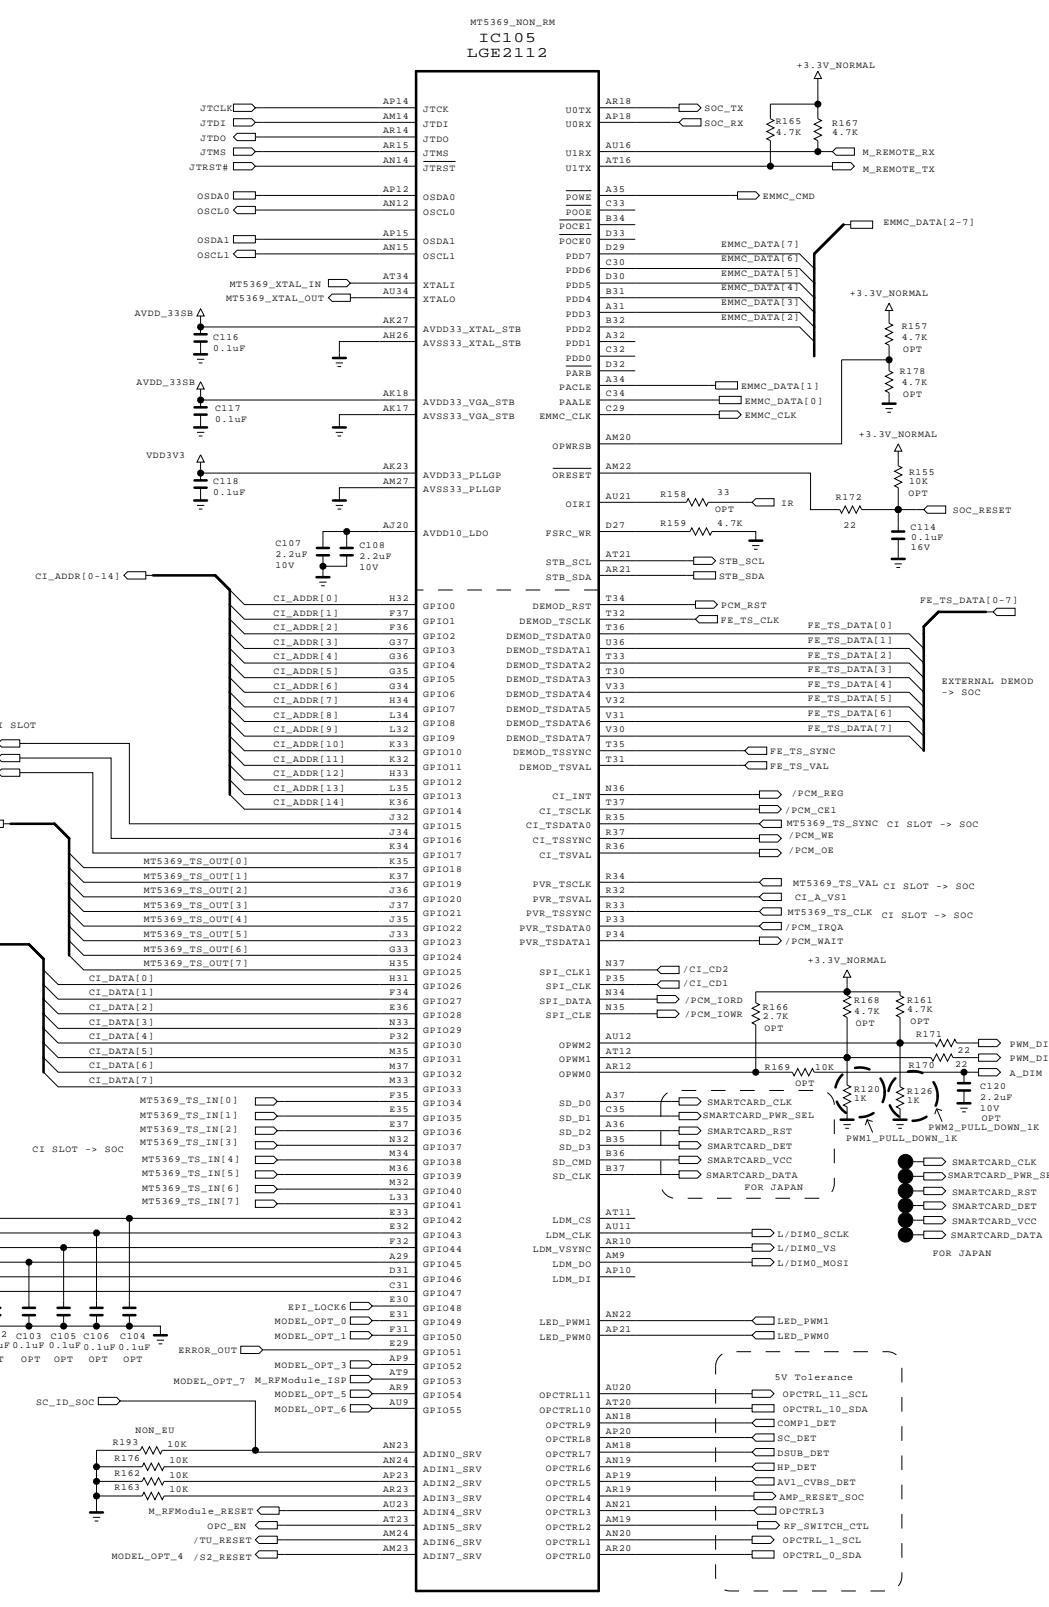 MT5369_NON_RM
IC105
LGE2112
JTCLK AP14 JTCK
JTDI AM14 JTDI
JTDO AR14 JTDO
JTMS AR15 JTMS
JTRST# AN14 JTRST
OSDA0 AP12 OSDA0
OSCL0 AN12 OSCL0
OSDA1 AP15 OSDA1
OSCL1 AN15 OSCL1
MT5369_XTAL_IN AT34 XTALI
MT5369_XTAL_OUT AU34 XTALO
AVDD_33SB
C116
0.1uF
AK27 AVDD33_XTAL_STB
AH26 AVSS33_XTAL_STB
AVDD_33SB
C117
0.1uF
AK18 AVDD33_VGA_STB
AK17 AVSS33_VGA_STB
VDD3V3
C118
0.1uF
AK23 AVDD33_PLLGP
AM27 AVSS33_PLLGP
AJ20 AVDD10_LDO
C107
2.2uF
10V
C108
2.2uF
10V
CI_ADDR[0-14]
CI_ADDR[0] H32 GPIO0
CI_ADDR[1] F37 GPIO1
CI_ADDR[2] F36 GPIO2
CI_ADDR[3] G37 GPIO3
CI_ADDR[4] G36 GPIO4
CI_ADDR[5] G35 GPIO5
CI_ADDR[6] G34 GPIO6
CI_ADDR[7] H34 GPIO7
CI_ADDR[8] L34 GPIO8
CI_ADDR[9] L32 GPIO9
CI_ADDR[10] K33 GPIO10
CI_ADDR[11] K32 GPIO11
CI_ADDR[12] H33 GPIO12
CI_ADDR[13] L35 GPIO13
CI_ADDR[14] K36 GPIO14
SLOT
J32 GPIO15
J34 GPIO16
K34 GPIO17
MT5369_TS_OUT[0] K35 GPIO18
MT5369_TS_OUT[1] K37 GPIO19
MT5369_TS_OUT[2] J36 GPIO20
MT5369_TS_OUT[3] J37 GPIO21
MT5369_TS_OUT[4] J35 GPIO22
MT5369_TS_OUT[5] J33 GPIO23
MT5369_TS_OUT[6] G33 GPIO24
MT5369_TS_OUT[7] H35 GPIO25
CI_DATA[0] H31 GPIO26
CI_DATA[1] F34 GPIO27
CI_DATA[2] E36 GPIO28
CI_DATA[3] N33 GPIO29
CI_DATA[4] P32 GPIO30
CI_DATA[5] M35 GPIO31
CI_DATA[6] M37 GPIO32
CI_DATA[7] M33 GPIO33
MT5369_TS_IN[0] F35 GPIO34
MT5369_TS_IN[1] E35 GPIO35
MT5369_TS_IN[2] E37 GPIO36
MT5369_TS_IN[3] N32 GPIO37
CI SLOT -> SOC
MT5369_TS_IN[4] M34 GPIO38
MT5369_TS_IN[5] M36 GPIO39
MT5369_TS_IN[6] M32 GPIO40
MT5369_TS_IN[7] L33 GPIO41
E33 GPIO42
E32 GPIO43
F32 GPIO44
A29 GPIO45
D31 GPIO46
C31 GPIO47
C103 C105 C106 C104
0.1uF 0.1uF 0.1uF 0.1uF
OPT OPT OPT OPT
EPI_LOCK6 E30 GPIO48
MODEL_OPT_0 E31 GPIO49
MODEL_OPT_1 F31 GPIO50
ERROR_OUT E29 GPIO51
MODEL_OPT_3 AP9 GPIO52
MODEL_OPT_7 M_RFModule_ISP AT9 GPIO53
MODEL_OPT_5 AR9 GPIO54
MODEL_OPT_6 AU9 GPIO55
SC_ID_SOC
NON_EU
R193 10K AN23 ADIN0_SRV
R176 10K AN24 ADIN1_SRV
R162 10K AP23 ADIN2_SRV
R163 10K AR23 ADIN3_SRV
M_RFModule_RESET AU23 ADIN4_SRV
OPC_EN AT23 ADIN5_SRV
/TU_RESET AM24 ADIN6_SRV
MODEL_OPT_4 /S2_RESET AM23 ADIN7_SRV
+3.3V_NORMAL
R165
4.7K
R167
4.7K
U0TX AR18 SOC_TX
U0RX AP18 SOC_RX
U1RX AU16 M_REMOTE_RX
U1TX AT16 M_REMOTE_TX
POWE A35 EMMC_CMD
POOE C33
POCE1 B34
POCE0 D33
EMMC_DATA[2-7]
PDD7 D29 EMMC_DATA[7]
PDD6 C30 EMMC_DATA[6]
PDD5 D30 EMMC_DATA[5]
PDD4 B31 EMMC_DATA[4]
PDD3 A31 EMMC_DATA[3]
PDD2 B32 EMMC_DATA[2]
PDD1 A32
PDD0 C32
PARB D32
PACLE A34 EMMC_DATA[1]
PAALE C34 EMMC_DATA[0]
EMMC_CLK C29 EMMC_CLK
+3.3V_NORMAL
R157
4.7K
OPT
R178
4.7K
OPT
OPWRSB AM20
ORESET AM22
+3.3V_NORMAL
R155
10K
OPT
R172
22
SOC_RESET
C114
0.1uF
16V
OIRI AU21 R158 33 OPT IR
FSRC_WR D27 R159 4.7K
STB_SCL AT21 STB_SCL
STB_SDA AR21 STB_SDA
DEMOD_RST T34 PCM_RST
DEMOD_TSCLK T32 FE_TS_CLK
FE_TS_DATA[0-7]
DEMOD_TSDATA0 T36 FE_TS_DATA[0]
DEMOD_TSDATA1 U36 FE_TS_DATA[1]
DEMOD_TSDATA2 T33 FE_TS_DATA[2]
DEMOD_TSDATA3 T30 FE_TS_DATA[3]
DEMOD_TSDATA4 V33 FE_TS_DATA[4]
DEMOD_TSDATA5 V32 FE_TS_DATA[5]
DEMOD_TSDATA6 V31 FE_TS_DATA[6]
DEMOD_TSDATA7 V30 FE_TS_DATA[7]
EXTERNAL DEMOD
-> SOC
DEMOD_TSSYNC T35 FE_TS_SYNC
DEMOD_TSVAL T31 FE_TS_VAL
CI_INT N36 /PCM_REG
CI_TSCLK T37 /PCM_CE1
CI_TSDATA0 R35 MT5369_TS_SYNC CI SLOT -> SOC
CI_TSSYNC R37 /PCM_WE
CI_TSVAL R36 /PCM_OE
PVR_TSCLK R34 MT5369_TS_VAL CI SLOT -> SOC
PVR_TSVAL R32 CI_A_VS1
PVR_TSSYNC R33 MT5369_TS_CLK CI SLOT -> SOC
PVR_TSDATA0 P33 /PCM_IRQA
PVR_TSDATA1 P34 /PCM_WAIT
SPI_CLK1 N37 /CI_CD2
SPI_CLK P35 /CI_CD1
SPI_DATA N34 /PCM_IORD
SPI_CLE N35 /PCM_IOWR
+3.3V_NORMAL
R166
2.7K
OPT
R168
4.7K
OPT
R161
4.7K
OPT
OPWM2 AU12 R171 22 PWM_DI
OPWM1 AT12 R170 22 PWM_DI
OPWM0 AR12 R169 10K OPT A_DIM
R120
1K
R126
1K
C120
2.2uF
10V
OPT
PWM2_PULL_DOWN_1K
PWM1_PULL_DOWN_1K
SD_D0 A37 SMARTCARD_CLK
SD_D1 C35 SMARTCARD_PWR_SEL
SD_D2 A36 SMARTCARD_RST
SD_D3 B35 SMARTCARD_DET
SD_CMD B36 SMARTCARD_VCC
SD_CLK B37 SMARTCARD_DATA
FOR JAPAN
SMARTCARD_CLK
SMARTCARD_PWR_SE
SMARTCARD_RST
SMARTCARD_DET
SMARTCARD_VCC
SMARTCARD_DATA
FOR JAPAN
LDM_CS AT11
LDM_CLK AU11 L/DIM0_SCLK
LDM_VSYNC AR10 L/DIM0_VS
LDM_DO AM9 L/DIM0_MOSI
LDM_DI AP10
LED_PWM1 AN22 LED_PWM1
LED_PWM0 AP21 LED_PWM0
5V Tolerance
OPCTRL11 AU20 OPCTRL_11_SCL
OPCTRL10 AT20 OPCTRL_10_SDA
OPCTRL9 AN18 COMP1_DET
OPCTRL8 AP20 SC_DET
OPCTRL7 AM18 DSUB_DET
OPCTRL6 AN19 HP_DET
OPCTRL5 AP19 AV1_CVBS_DET
OPCTRL4 AR19 AMP_RESET_SOC
OPCTRL3 AN21 OPCTRL3
OPCTRL2 AM19 RF_SWITCH_CTL
OPCTRL1 AN20 OPCTRL_1_SCL
OPCTRL0 AR20 OPCTRL_0_SDA